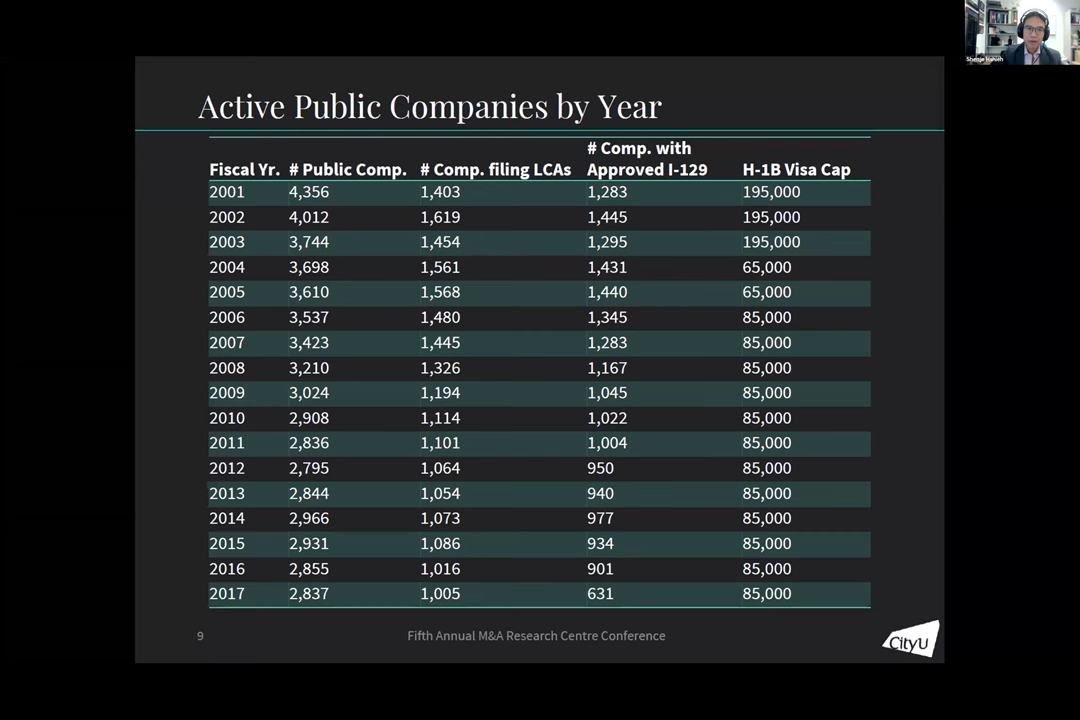 Active Public Companies by Year
# Comp. with
Fiscal Yr. # Public Comp. # Comp. filing LCAs Approved I-129 H-1B Visa Cap
2001 4,356 1,403 1,283 195,000
2002 4,012 1,619 1,445 195,000
2003 3,744 1,454 1,295 195,000
2004 3,698 1,561 1,431 65,000
2005 3,610 1,568 1,440 65,000
2006 3,537 1,480 1,345 85,000
2007 3,423 1,445 1,283 85,000
2008 3,210 1,326 1,167 85,000
2009 3,024 1,194 1,045 85,000
2010 2,908 1,114 1,022 85,000
2011 2,836 1,101 1,004 85,000
2012 2,795 1,064 950 85,000
2013 2,844 1,054 940 85,000
2014 2,966 1,073 977 85,000
2015 2,931 1,086 934 85,000
2016 2,855 1,016 901 85,000
2017 2,837 1,005 631 85,000
9 Fifth Annual M&A Research Centre Conference
CityU